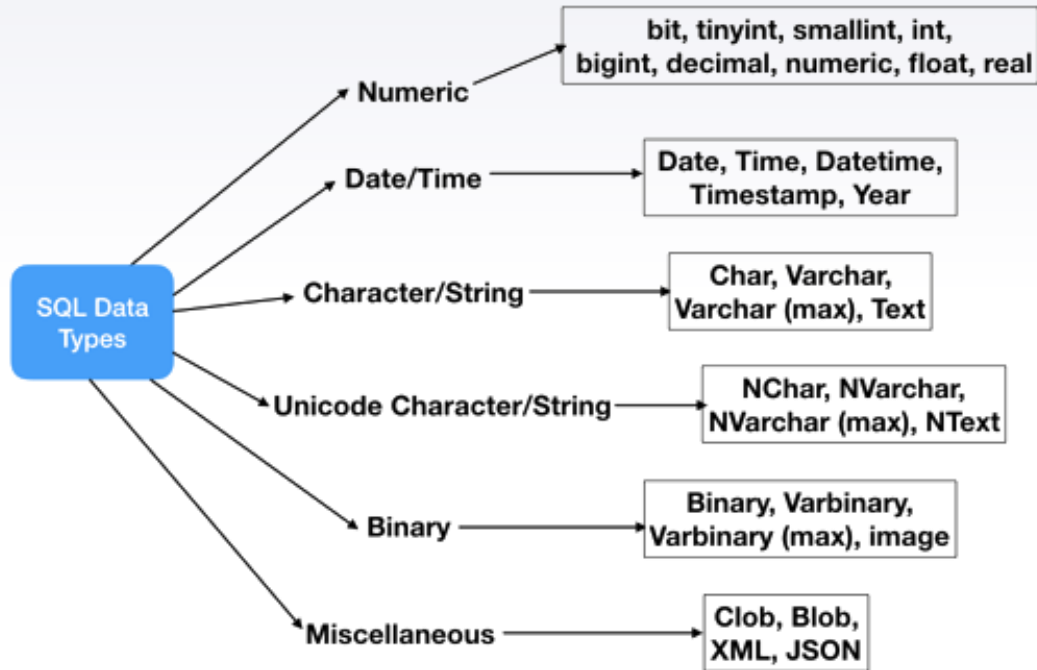 bit, tinyint, smallint, int,
bigint, decimal, numeric, float, real
Numeric
Date/Time
Date, Time, Datetime,
Timestamp, Year
SQL Data
Types
Character/String
Char, Varchar,
Varchar (max), Text
Unicode Character/String
NChar, NVarchar,
NVarchar (max), NText
Binary
Binary, Varbinary,
Varbinary (max), image
Miscellaneous
Clob, Blob,
XML, JSON